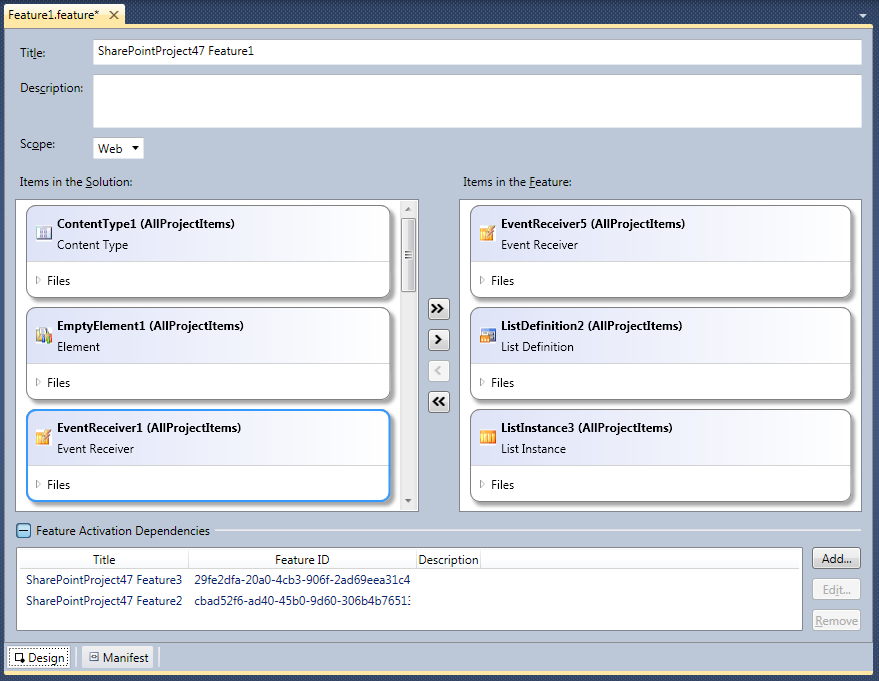 Feature1.feature*
Title: SharePointProject47 Feature1
Description:
Scope: Web
Items in the Solution:
ContentType1 (AllProjectItems)
Content Type
Files
EmptyElement1 (AllProjectItems)
Element
Files
EventReceiver1 (AllProjectItems)
Event Receiver
Files
Items in the Feature:
EventReceiver5 (AllProjectItems)
Event Receiver
Files
ListDefinition2 (AllProjectItems)
List Definition
Files
ListInstance3 (AllProjectItems)
List Instance
Files
Feature Activation Dependencies
Title Feature ID Description
SharePointProject47 Feature3 29fe2dfa-20a0-4cb3-906f-2ad69eea31c4
SharePointProject47 Feature2 cbad52f6-ad40-45b0-9d60-306b4b76513
Add...
Edit...
Remove
Design Manifest